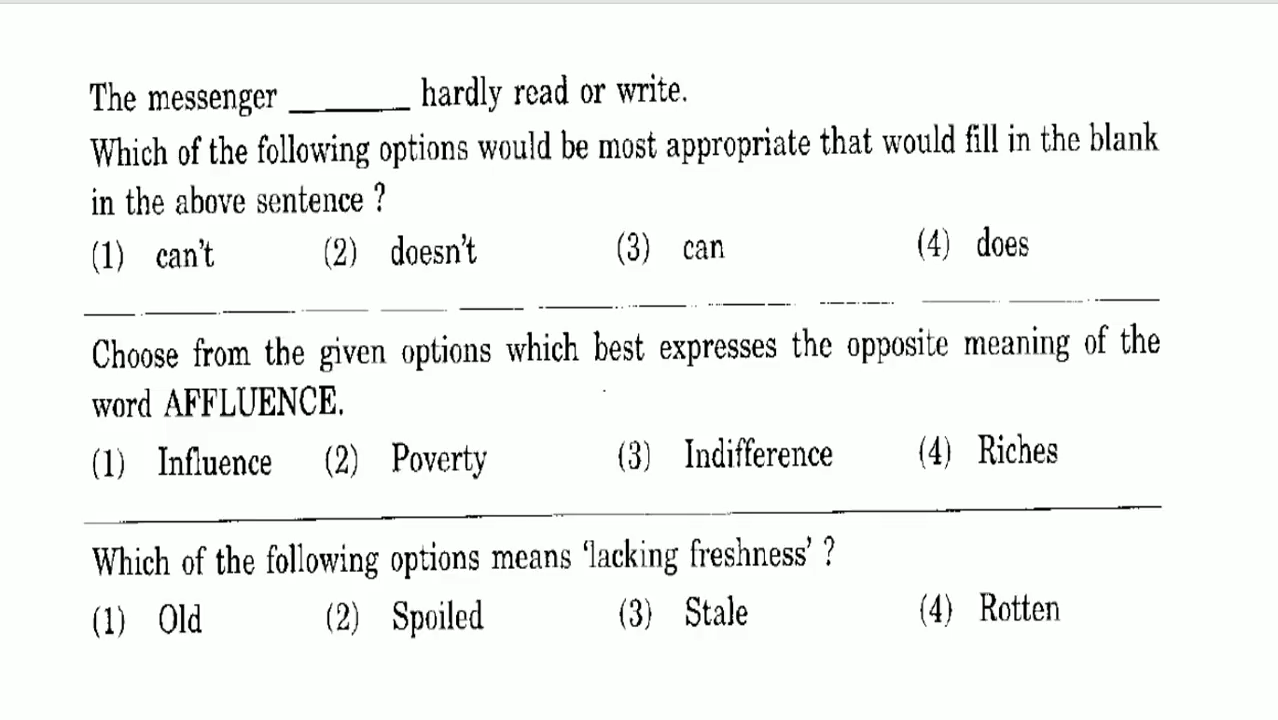 The messenger _______ hardly read or write.
Which of the following options would be most appropriate that would fill in the blank
in the above sentence ?
(1) can't (2) doesn't (3) can (4) does
Choose from the given options which best expresses the opposite meaning of the
word AFFLUENCE.
(1) Influence (2) Poverty (3) Indifference (4) Riches
Which of the following options means 'lacking freshness' ?
(1) Old (2) Spoiled (3) Stale (4) Rotten